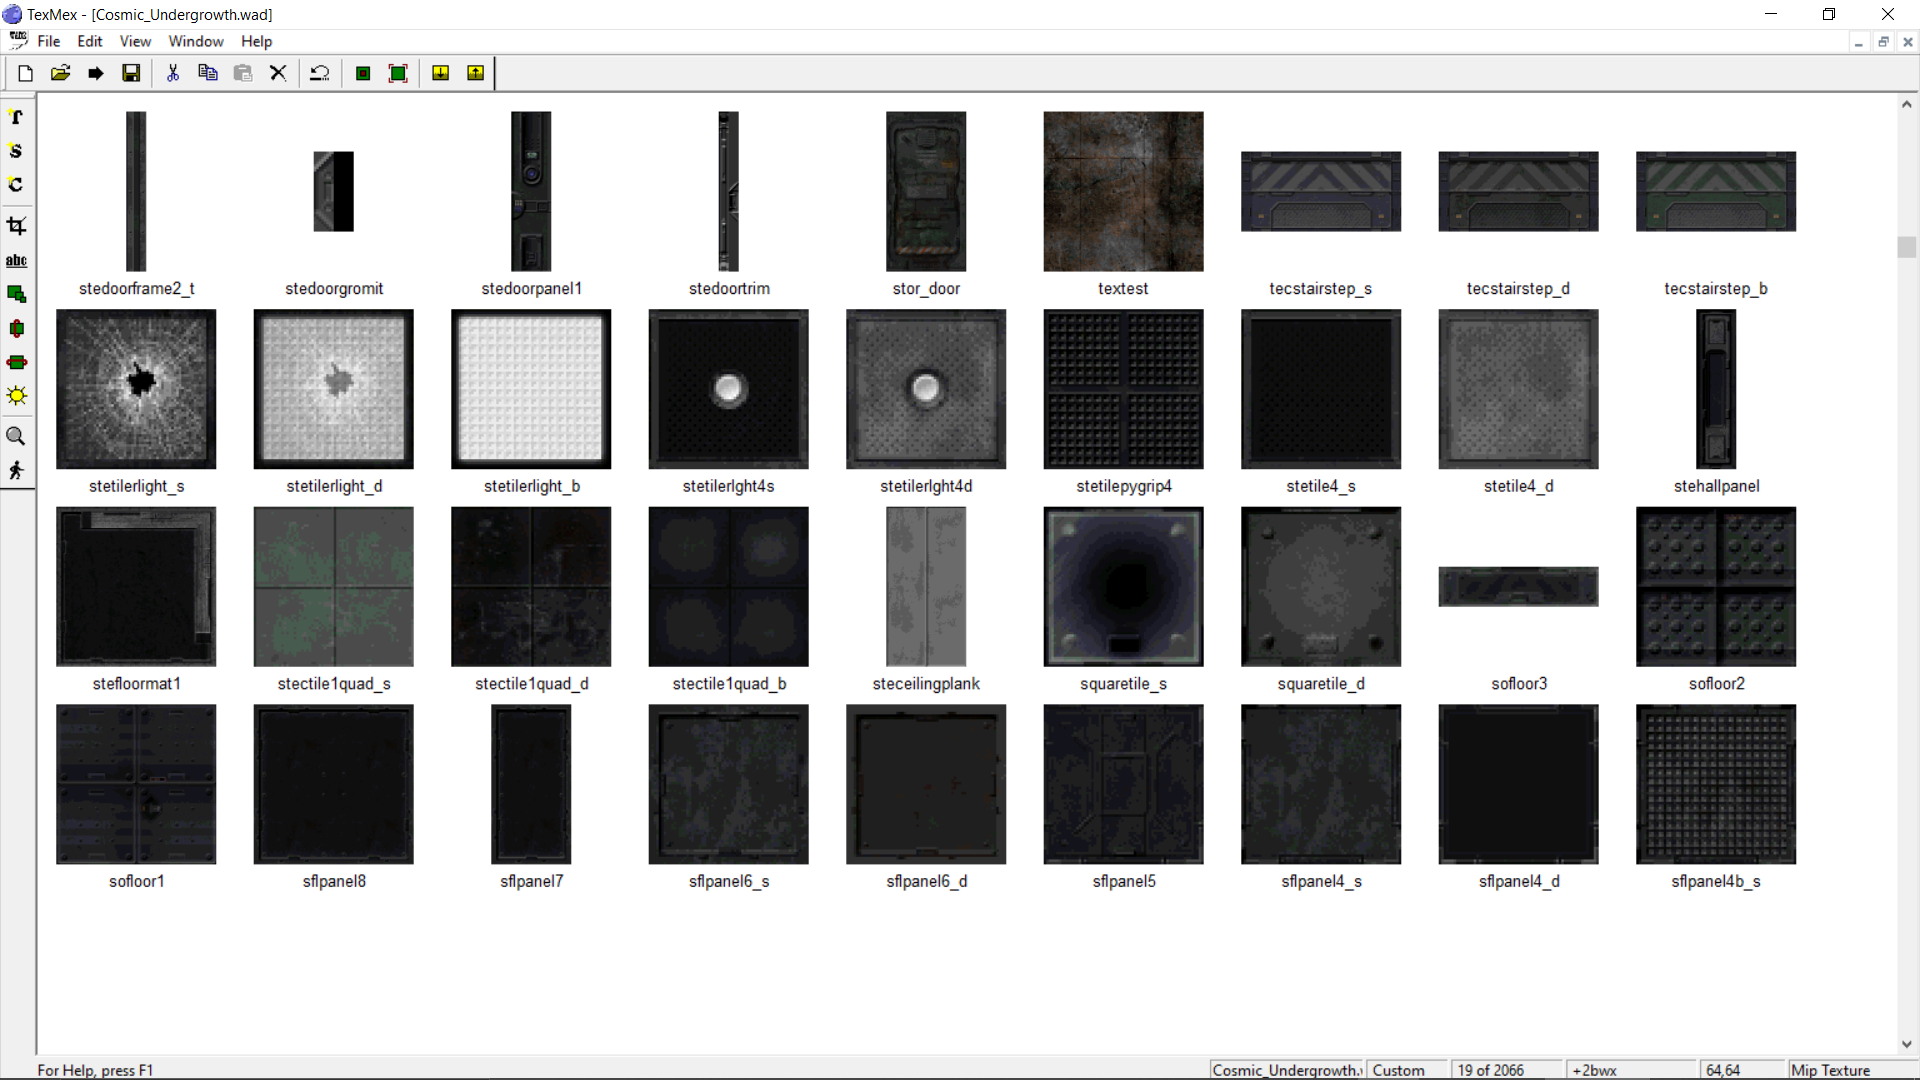 TexMex - [Cosmic_Undergrowth.wad]
File Edit View Window Help
T
S
C
abc
stedoorframe2_t stedoorgromit stedoorpanel1 stedoortrim stor_door textest tecstairstep_s tecstairstep_d tecstairstep_b
stetilerlight_s stetilerlight_d stetilerlight_b stetilerlght4s stetilerlght4d stetilepygrip4 stetile4_s stetile4_d stehallpanel
stefloormat1 stectile1quad_s stectile1quad_d stectile1quad_b steceilingplank squaretile_s squaretile_d sofloor3 sofloor2
sofloor1 sflpanel8 sflpanel7 sflpanel6_s sflpanel6_d sflpanel5 sflpanel4_s sflpanel4_d sflpanel4b_s
For Help, press F1 Cosmic_Undergrowth. Custom 19 of 2066 +2bwx 64,64 Mip Texture